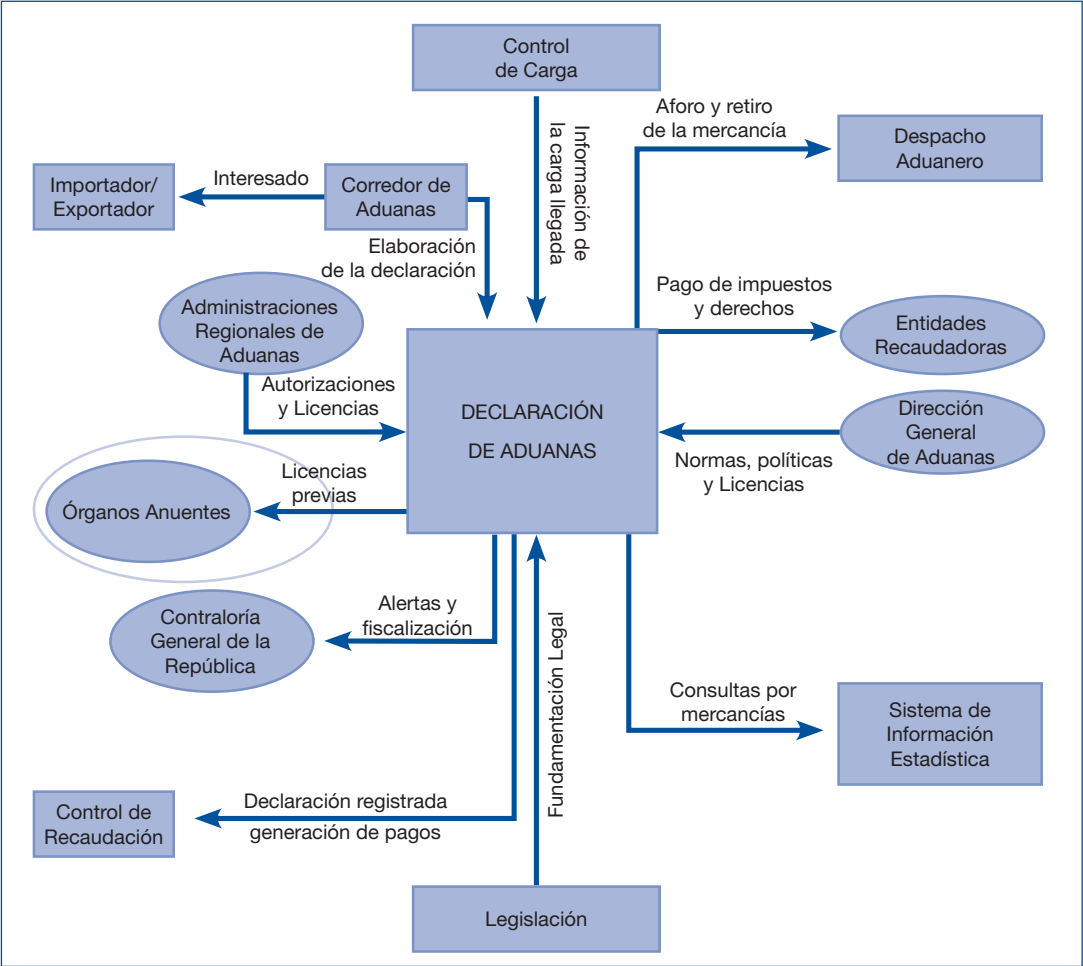 Control
de Carga
Información de
la carga llegada
Aforo y retiro
de la mercancía
Despacho
Aduanero
Importador/
Exportador
Interesado
Corredor de
Aduanas
Elaboración
de la declaración
Administraciones
Regionales de
Aduanas
Pago de impuestos
y derechos
Entidades
Recaudadoras
Autorizaciones
y Licencias
DECLARACIÓN
DE ADUANAS
Dirección
General
de Aduanas
Normas, políticas
y Licencias
Licencias
previas
Órganos Anuentes
Alertas y
fiscalización
Contraloría
General de la
República
Fundamentación Legal
Consultas por
mercancías
Sistema de
Información
Estadística
Control de
Recaudación
Declaración registrada
generación de pagos
Legislación